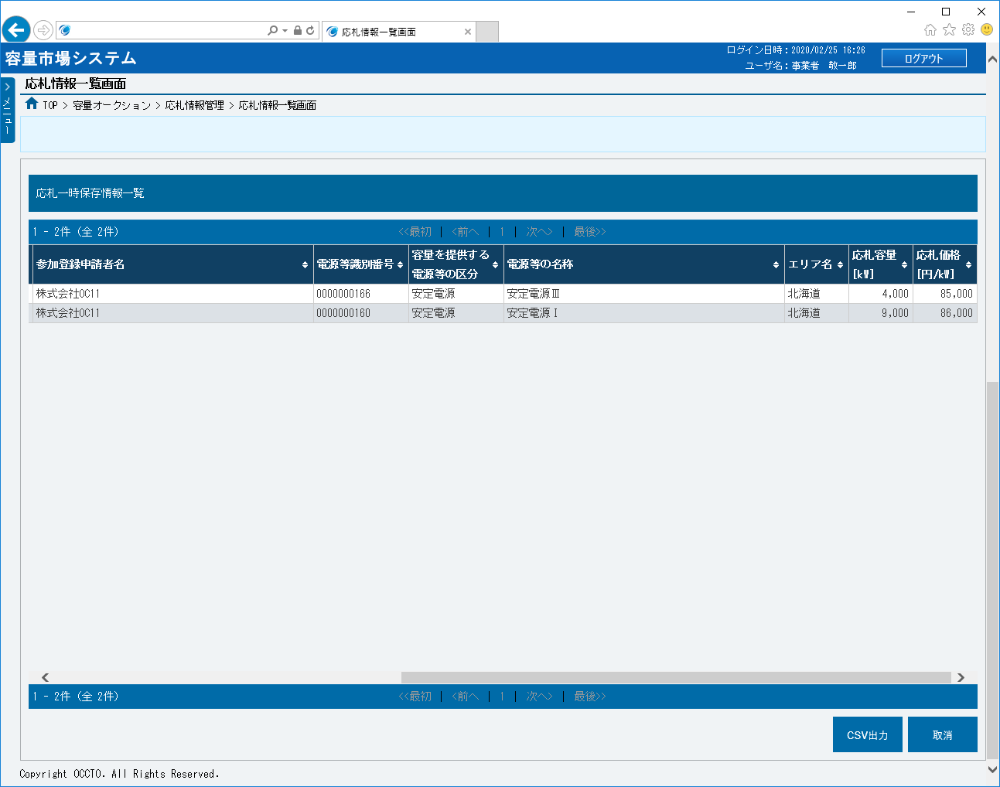 応札情報一覧画面
容量市場システム
ログイン日時：2020/02/25 16:26
ユーザ名：事業者　敬一郎
ログアウト
メニュー
応札情報一覧画面
TOP > 容量オークション > 応札情報管理 > 応札情報一覧画面
応札一時保存情報一覧
1 - 2件 (全 2件) <<最初 | <前へ | 1 | 次へ> | 最後>>
参加登録申請者名 電源等識別番号 容量を提供する電源等の区分 電源等の名称 エリア名 応札容量[kW] 応札価格[円/kW]
株式会社OC11 0000000166 安定電源 安定電源Ⅲ 北海道 4,000 85,000
株式会社OC11 0000000160 安定電源 安定電源Ⅰ 北海道 9,000 86,000
1 - 2件 (全 2件) <<最初 | <前へ | 1 | 次へ> | 最後>>
CSV出力 取消
Copyright OCCTO. All Rights Reserved.